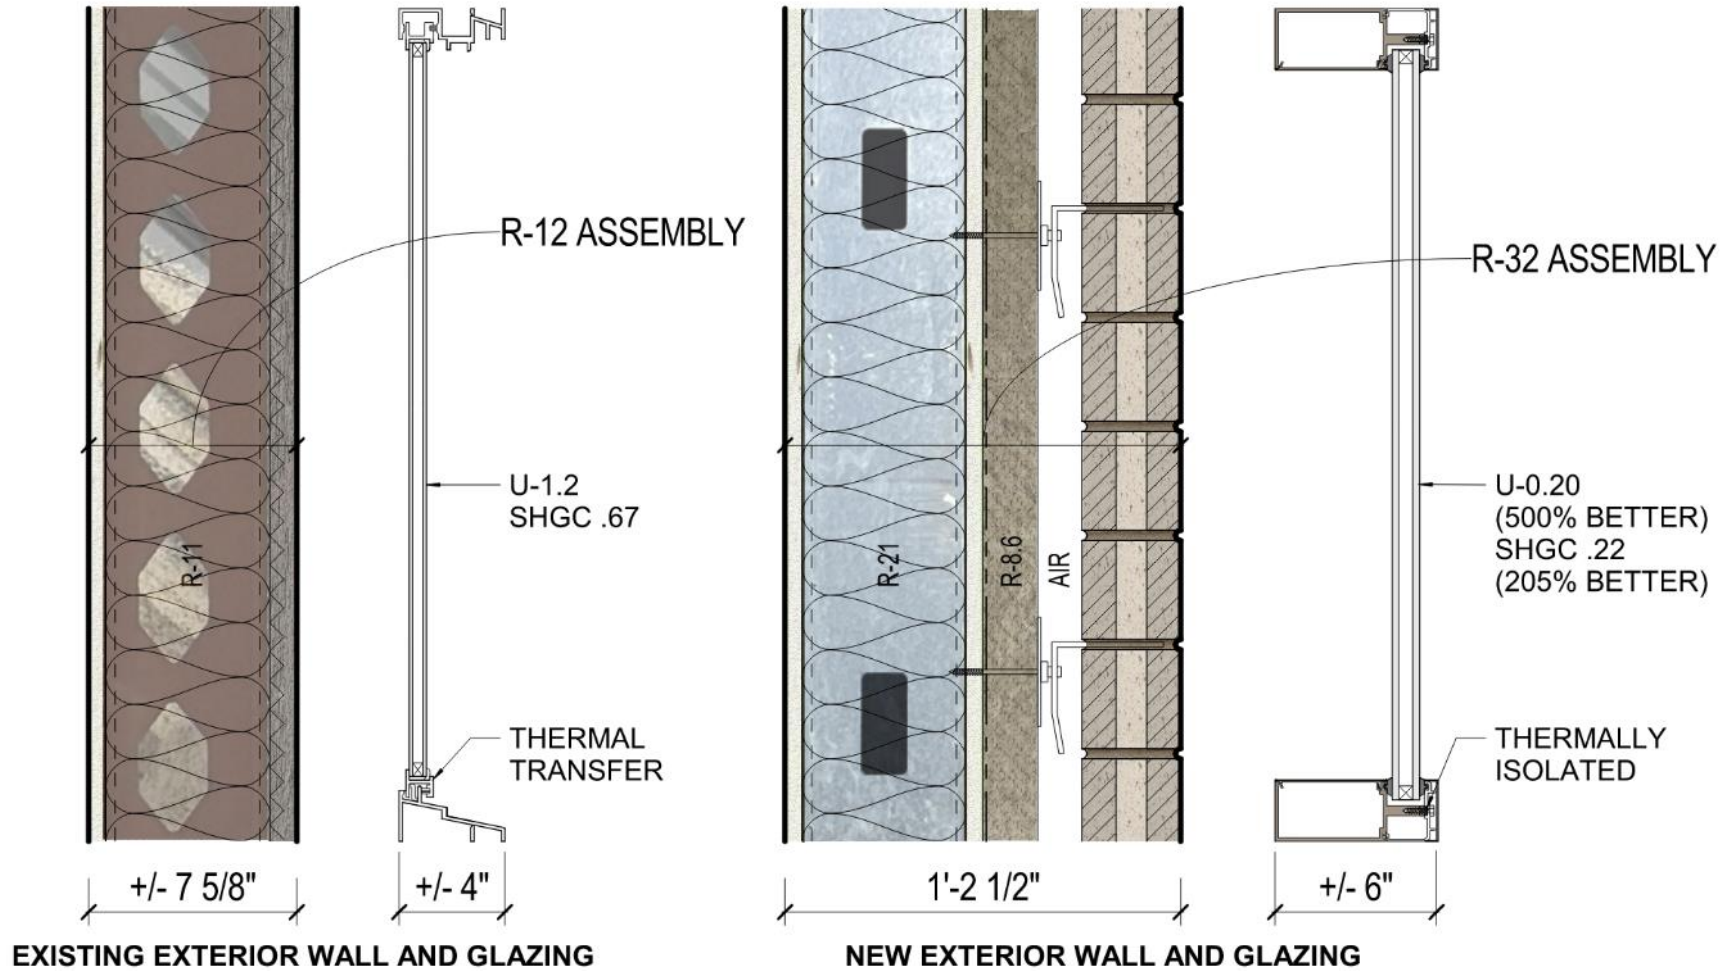 R-12 ASSEMBLY
R-11
U-1.2
SHGC .67
THERMAL
TRANSFER
+/- 7 5/8"
+/- 4"
EXISTING EXTERIOR WALL AND GLAZING
R-32 ASSEMBLY
R-21
R-8.6
AIR
U-0.20
(500% BETTER)
SHGC .22
(205% BETTER)
THERMALLY
ISOLATED
1'-2 1/2"
+/- 6"
NEW EXTERIOR WALL AND GLAZING